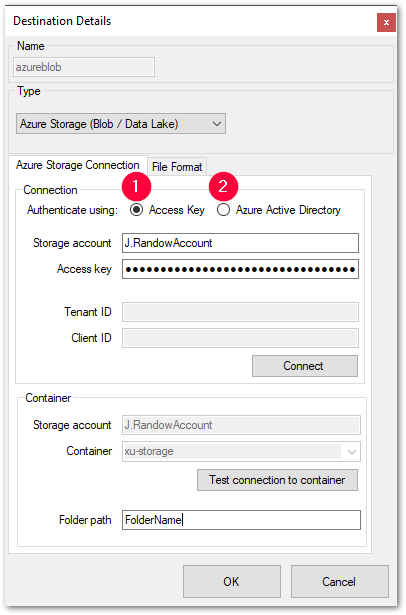 Destination Details
x
Name
azureblob
Type
Azure Storage (Blob / Data Lake)
Azure Storage Connection File Format
1 2
Connection
Authenticate using: Access Key Azure Active Directory
Storage account J.RandowAccount
Access key ●●●●●●●●●●●●●●●●●●●●●●●●●●●●●●●●●
Tenant ID
Client ID
Connect
Container
Storage account J.RandowAccount
Container xu-storage
Test connection to container
Folder path FolderName
OK Cancel